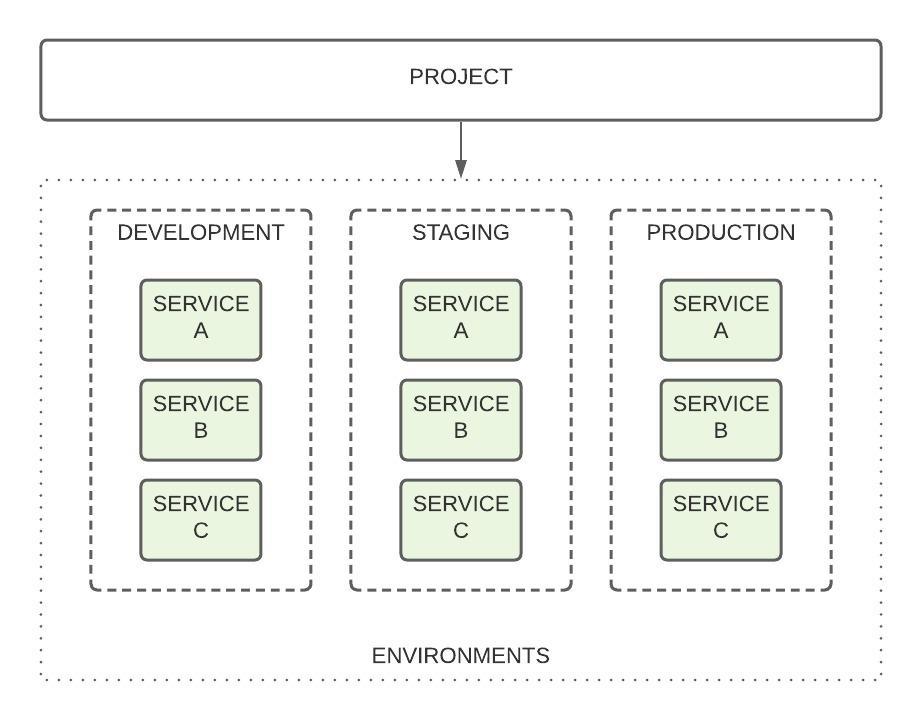 PROJECT
DEVELOPMENT
SERVICE
A
SERVICE
B
SERVICE
C
STAGING
SERVICE
A
SERVICE
B
SERVICE
C
PRODUCTION
SERVICE
A
SERVICE
B
SERVICE
C
ENVIRONMENTS